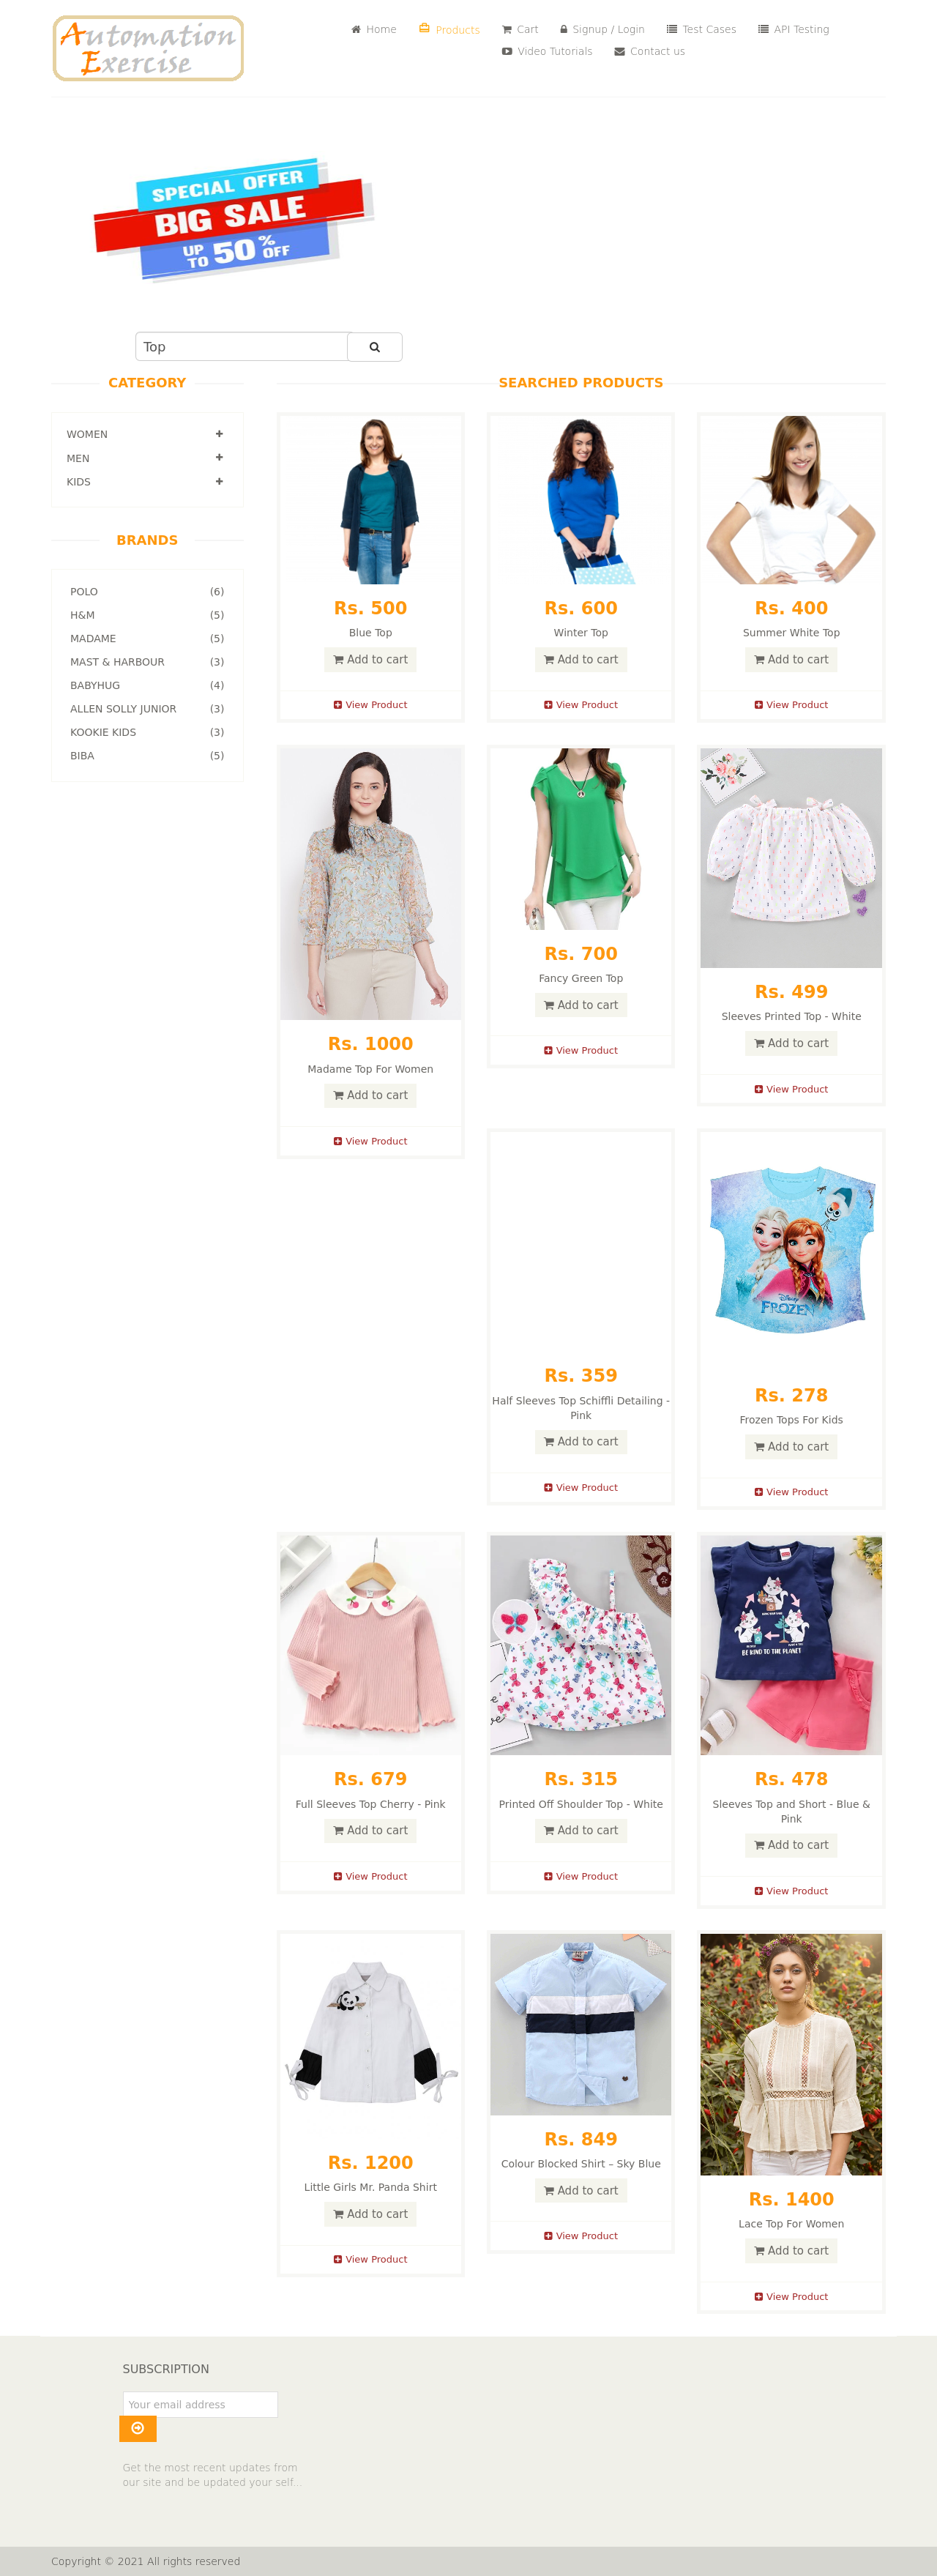 Automation
Exercise
Home
Products
Cart
Signup / Login
Test Cases
API Testing
Video Tutorials
Contact us
SPECIAL OFFER
BIG SALE
UP TO 50% OFF
Top
CATEGORY
WOMEN
MEN
KIDS
BRANDS
POLO (6)
H&M (5)
MADAME (5)
MAST & HARBOUR (3)
BABYHUG (4)
ALLEN SOLLY JUNIOR (3)
KOOKIE KIDS (3)
BIBA (5)
SEARCHED PRODUCTS
Rs. 500
Blue Top
Add to cart
View Product
Rs. 600
Winter Top
Add to cart
View Product
Rs. 400
Summer White Top
Add to cart
View Product
Rs. 1000
Madame Top For Women
Add to cart
View Product
Rs. 700
Fancy Green Top
Add to cart
View Product
Rs. 499
Sleeves Printed Top - White
Add to cart
View Product
Rs. 359
Half Sleeves Top Schiffli Detailing -
Pink
Add to cart
View Product
Disney
FROZEN
Rs. 278
Frozen Tops For Kids
Add to cart
View Product
Rs. 679
Full Sleeves Top Cherry - Pink
Add to cart
View Product
Rs. 315
Printed Off Shoulder Top - White
Add to cart
View Product
BE KIND TO THE PLANET
Rs. 478
Sleeves Top and Short - Blue &
Pink
Add to cart
View Product
Rs. 1200
Little Girls Mr. Panda Shirt
Add to cart
View Product
Rs. 849
Colour Blocked Shirt – Sky Blue
Add to cart
View Product
Rs. 1400
Lace Top For Women
Add to cart
View Product
SUBSCRIPTION
Your email address
Get the most recent updates from
our site and be updated your self...
Copyright © 2021 All rights reserved